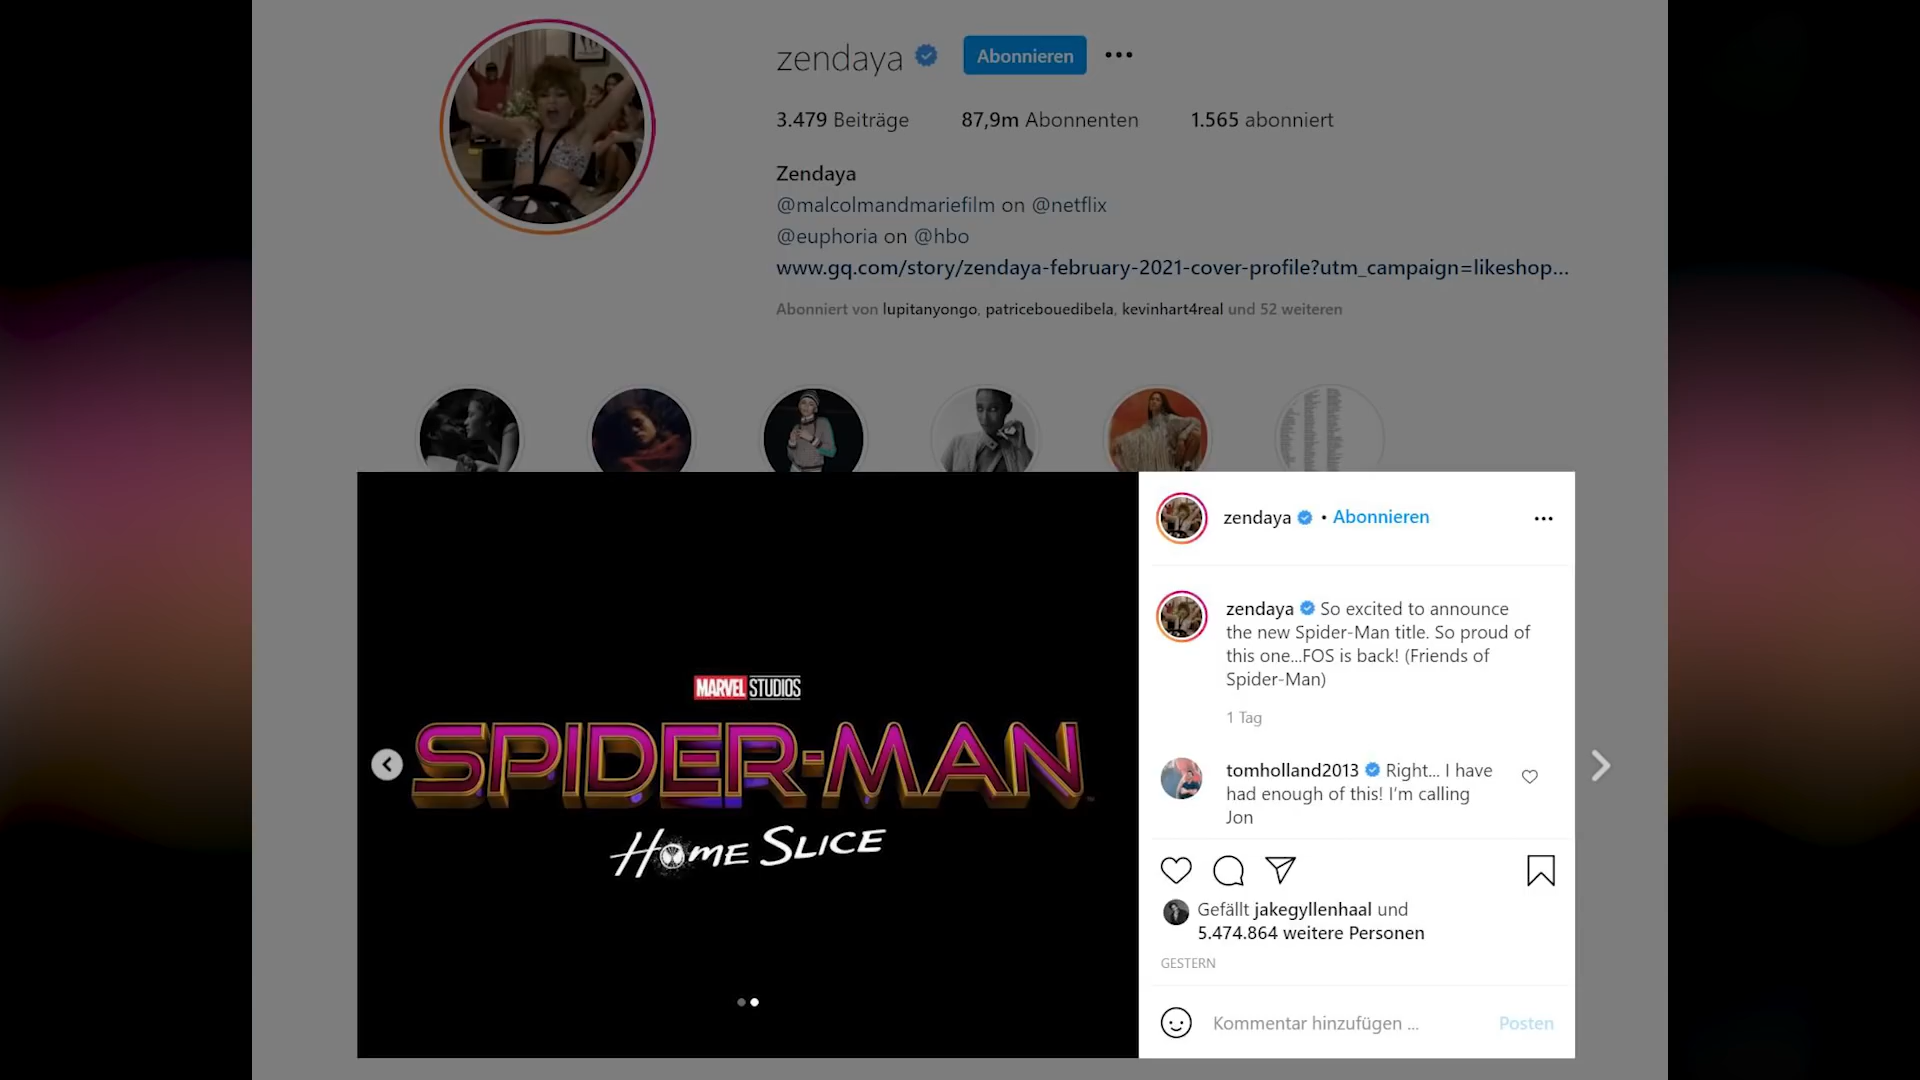 zendaya Abonnieren
3.479 Beiträge 87,9m Abonnenten 1.565 abonniert
Zendaya
@malcolmandmariefilm on @netflix
@euphoria on @hbo
www.gq.com/story/zendaya-february-2021-cover-profile?utm_campaign=likeshop...
Abonniert von lupitanyongo, patricebouedibela, kevinhart4real und 52 weiteren
MARVEL STUDIOS
SPIDER-MAN
HOME SLICE
zendaya • Abonnieren
zendaya So excited to announce
the new Spider-Man title. So proud of
this one...FOS is back! (Friends of
Spider-Man)
1 Tag
tomholland2013 Right... I have
had enough of this! I'm calling
Jon
Gefällt jakegyllenhaal und
5.474.864 weitere Personen
GESTERN
Kommentar hinzufügen ... Posten